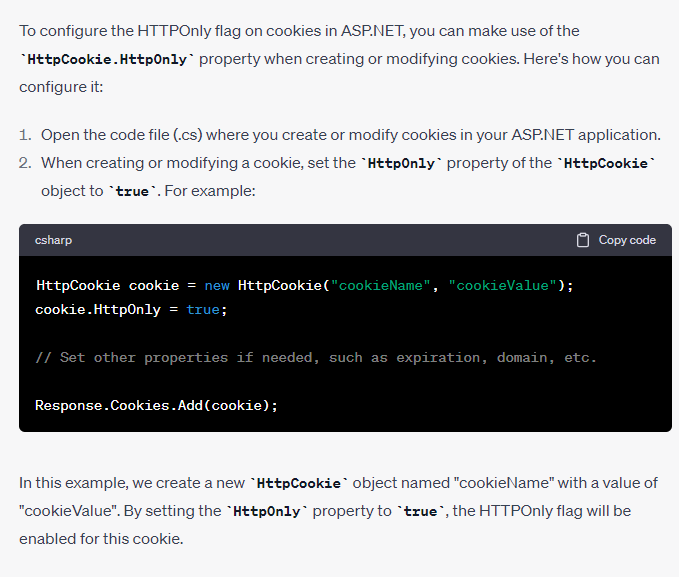 To configure the HTTPOnly flag on cookies in ASP.NET, you can make use of the
`HttpCookie.HttpOnly` property when creating or modifying cookies. Here's how you can
configure it:
1. Open the code file (.cs) where you create or modify cookies in your ASP.NET application.
2. When creating or modifying a cookie, set the `HttpOnly` property of the `HttpCookie`
object to `true`. For example:
csharp Copy code
HttpCookie cookie = new HttpCookie("cookieName", "cookieValue");
cookie.HttpOnly = true;
// Set other properties if needed, such as expiration, domain, etc.
Response.Cookies.Add(cookie);
In this example, we create a new `HttpCookie` object named "cookieName" with a value of
"cookieValue". By setting the `HttpOnly` property to `true`, the HTTPOnly flag will be
enabled for this cookie.